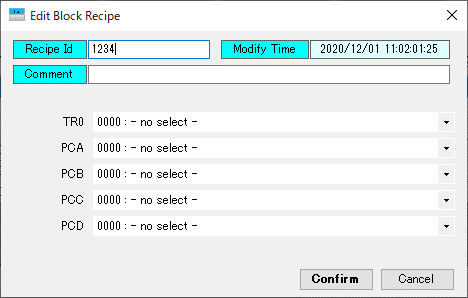 Edit Block Recipe
Recipe Id 1234 Modify Time 2020/12/01 11:02:01:25
Comment
TR0 0000 : - no select -
PCA 0000 : - no select -
PCB 0000 : - no select -
PCC 0000 : - no select -
PCD 0000 : - no select -
Confirm Cancel